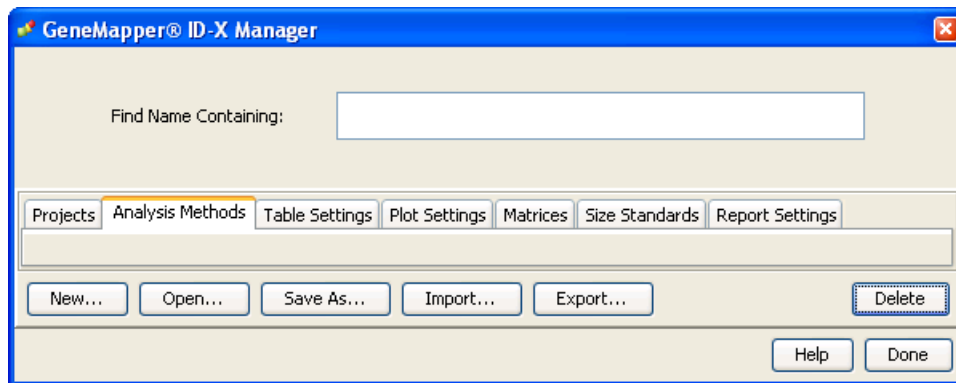 GeneMapper® ID-X Manager
Find Name Containing:
Projects Analysis Methods Table Settings Plot Settings Matrices Size Standards Report Settings
New... Open... Save As... Import... Export... Delete
Help Done